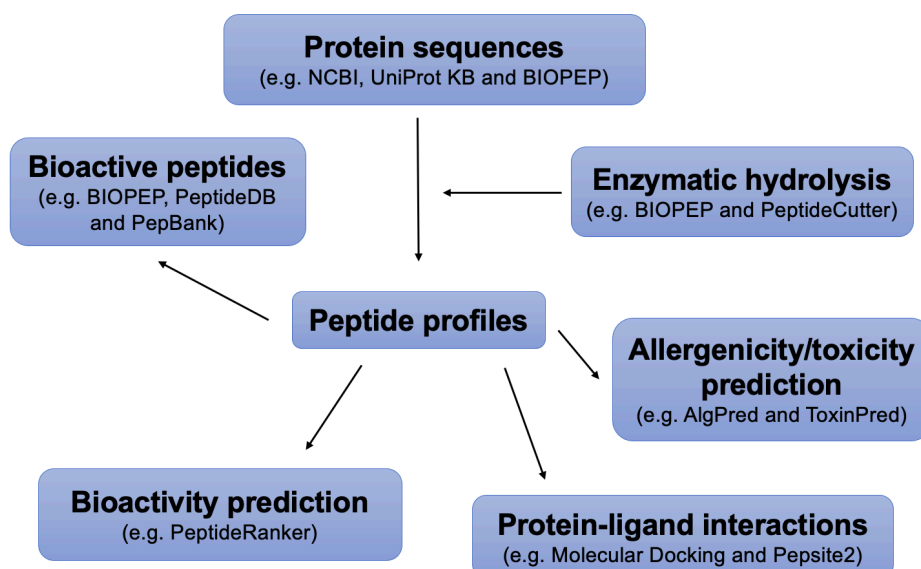 Protein sequences
(e.g. NCBI, UniProt KB and BIOPEP)
Bioactive peptides
(e.g. BIOPEP, PeptideDB
and PepBank)
Enzymatic hydrolysis
(e.g. BIOPEP and PeptideCutter)
Peptide profiles
Allergenicity/toxicity
prediction
(e.g. AlgPred and ToxinPred)
Bioactivity prediction
(e.g. PeptideRanker)
Protein-ligand interactions
(e.g. Molecular Docking and Pepsite2)